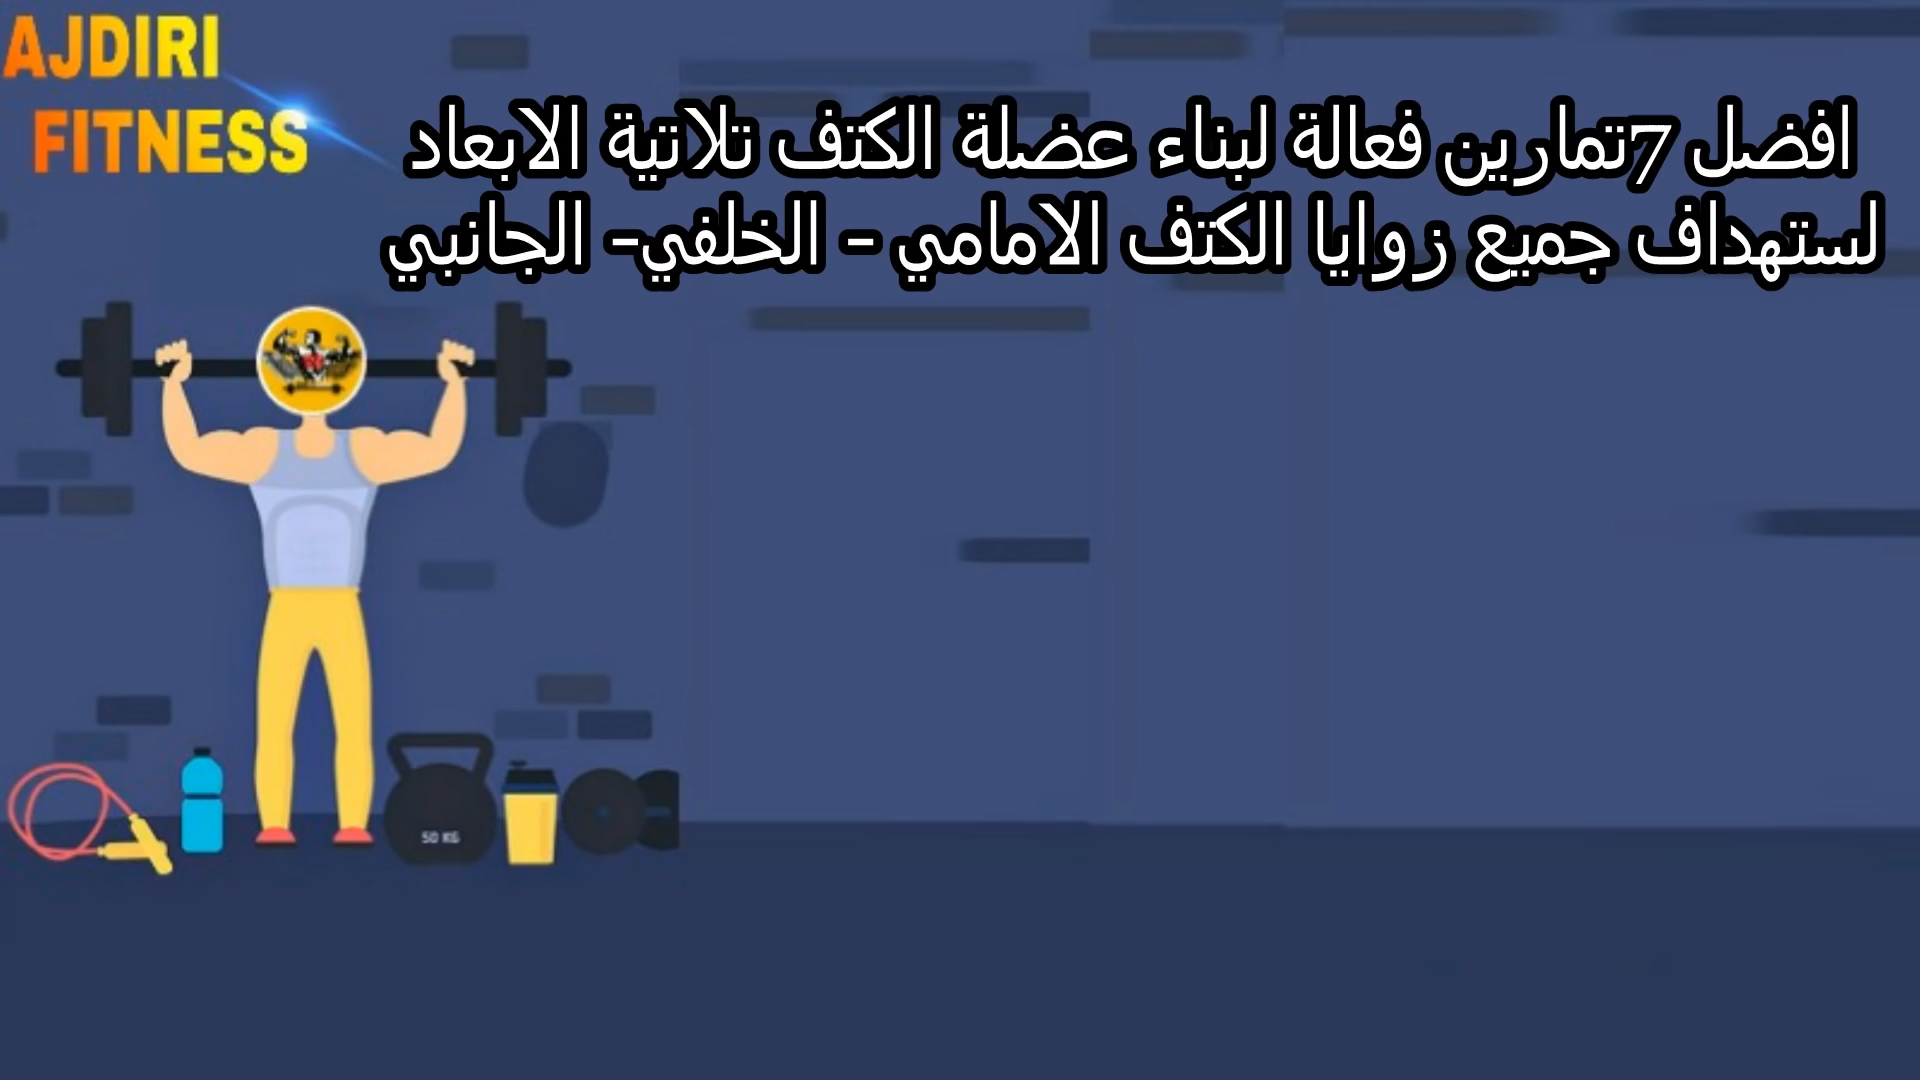 AJDIRI
FITNESS
افضل 7تمارين فعالة لبناء عضلة الكتف تلاتية الابعاد
لستهداف جميع زوايا الكتف الامامي - الخلفي- الجانبي
50 KG